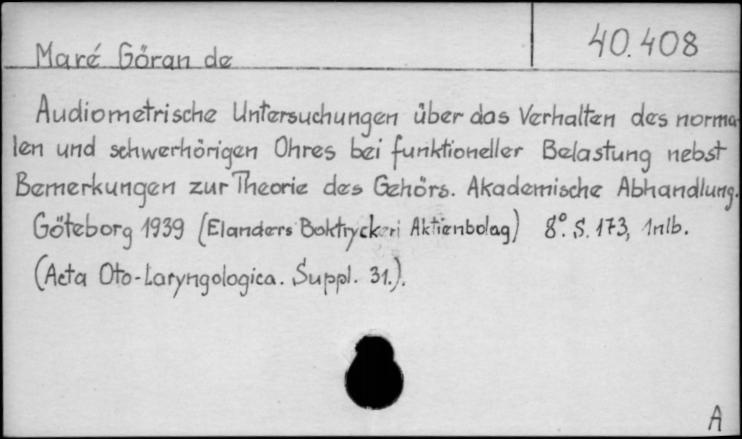 40.408
Maré Göran de
Audiometrische Untersuchungen über das Verhalten des norma-
len und schwerhörigen Ohres bei funktioneller Belastung nebst
Bemerkungen zur Theorie des Gehörs. Akademische Abhandlung.
Göteborg 1939 (Elanders Boktryckeri Aktienbolag) 8°. S. 173, 1nlb.
(Acta Oto-Laryngologica. Suppl. 31.).
A